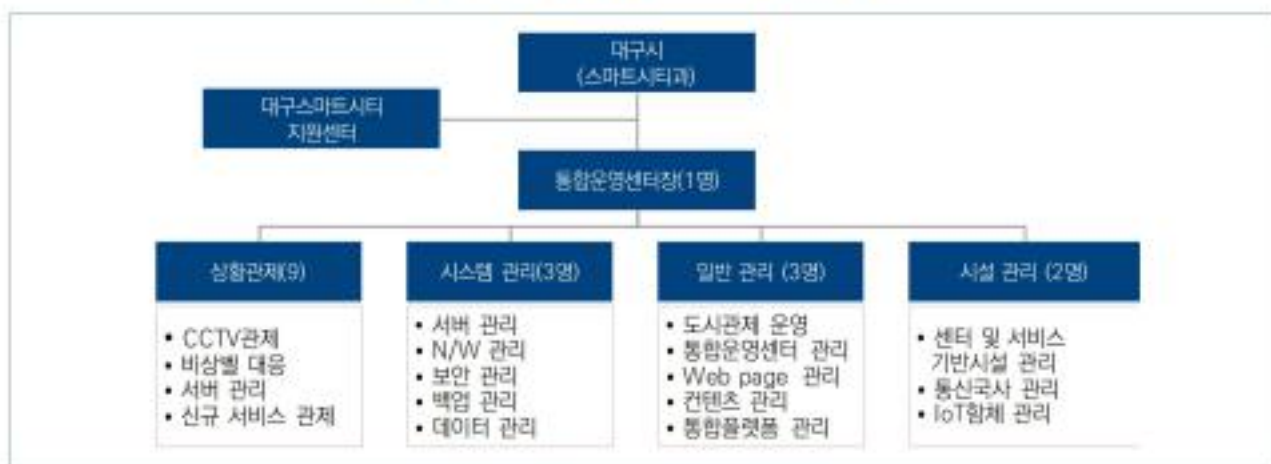 대구시
(스마트시티과)
대구스마트시티
지원센터
통합운영센터장(1명)
상황관제(9)
• CCTV관제
• 비상벨 대응
• 서버 관리
• 신규 서비스 관제
시스템 관리(3명)
• 서버 관리
• N/W 관리
• 보안 관리
• 백업 관리
• 데이터 관리
일반 관리 (3명)
• 도시관제 운영
• 통합운영센터 관리
• Web page 관리
• 컨텐츠 관리
• 통합플랫폼 관리
시설 관리 (2명)
• 센터 및 서비스
기반시설 관리
• 통신국사 관리
• IoT함체 관리